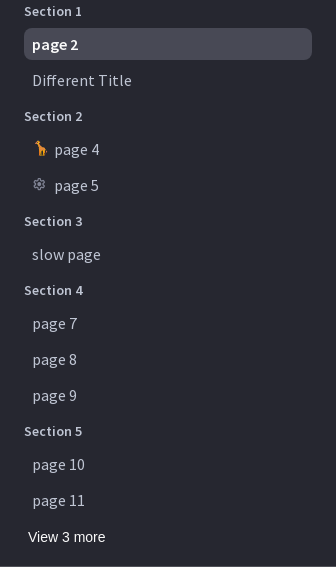 Section 1
page 2
Different Title
Section 2
page 4
page 5
Section 3
slow page
Section 4
page 7
page 8
page 9
Section 5
page 10
page 11
View 3 more